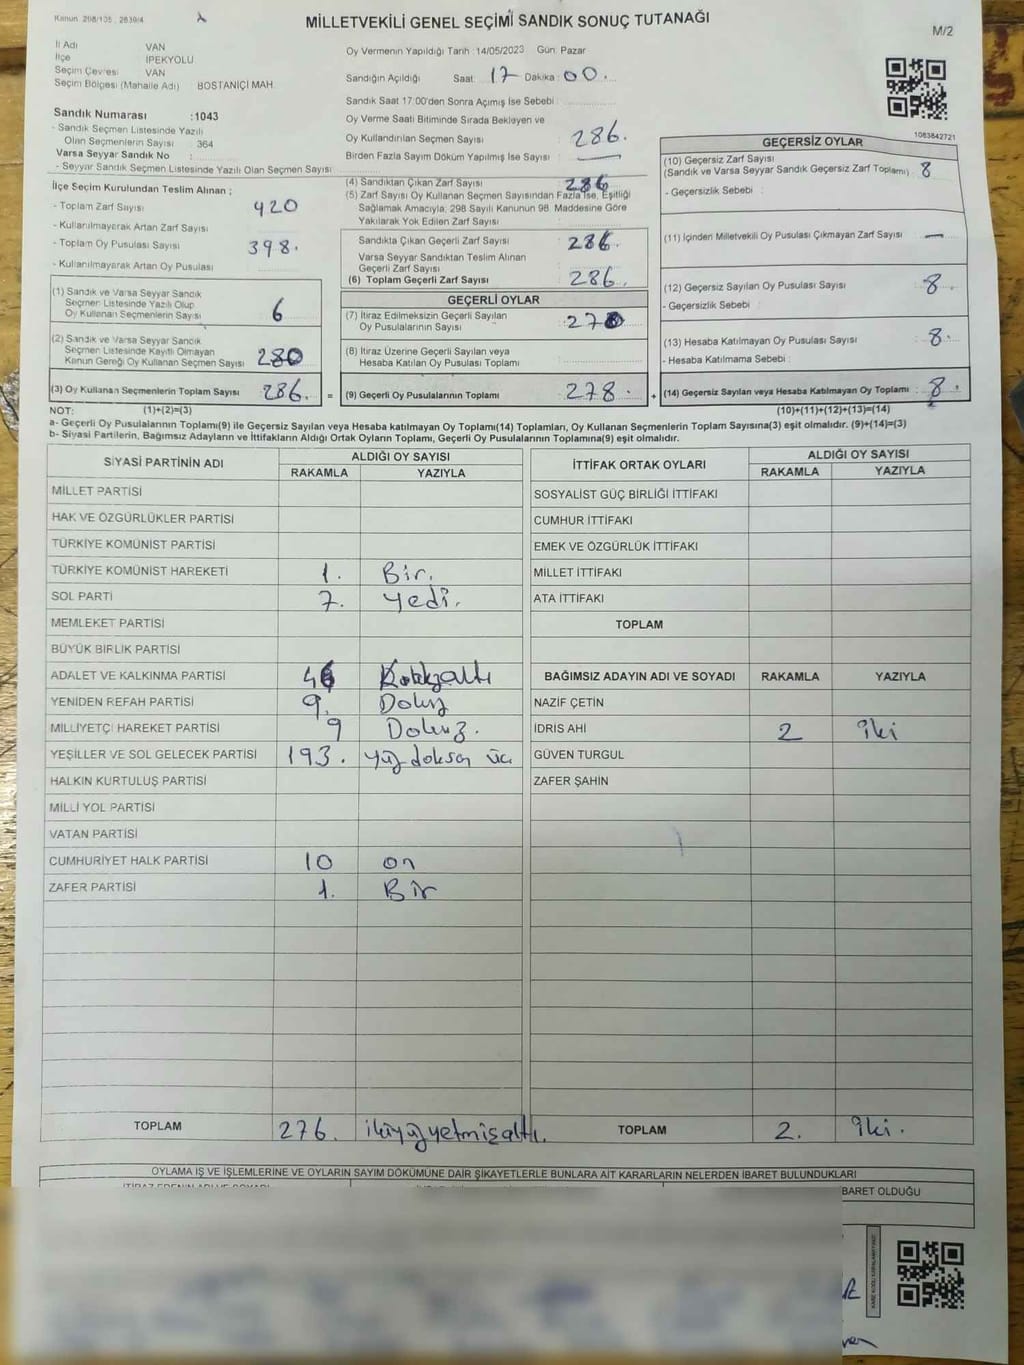 Kanun 298/105, 2839/4
MİLLETVEKİLİ GENEL SEÇİMİ SANDIK SONUÇ TUTANAĞI
M/2
İl Adı VAN
İlçe İPEKYOLU
Seçim Çevresi VAN
Seçim Bölgesi (Mahalle Adı) BOSTANİÇİ MAH.
Sandık Numarası :1043
- Sandık Seçmen Listesinde Yazılı
Olan Seçmenlerin Sayısı : 364
Varsa Seyyar Sandık No :
- Seyyar Sandık Seçmen Listesinde Yazılı Olan Seçmen Sayısı
Oy Vermenin Yapıldığı Tarih :14/05/2023 Gün: Pazar
Sandığın Açıldığı Saat: 17 Dakika: 00.
Sandık Saat 17:00'den Sonra Açımış İse Sebebi :
Oy Verme Saati Bitiminde Sırada Bekleyen ve
Oy Kullandırılan Seçmen Sayısı 286.
Birden Fazla Sayım Döküm Yapılmış İse Sayısı —
1083842721
İlçe Seçim Kurulundan Teslim Alınan ;
- Toplam Zarf Sayısı 420
- Kullanılmayarak Artan Zarf Sayısı
- Toplam Oy Pusulası Sayısı 398.
- Kullanılmayarak Artan Oy Pusulası
(1) Sandık ve Varsa Seyyar Sandık
Seçmen Listesinde Yazılı Olup
Oy Kullanan Seçmenlerin Sayısı 6
(2) Sandık ve Varsa Seyyar Sandık
Seçmen Listesinde Kayıtlı Olmayan
Kanun Gereği Oy Kullanan Seçmen Sayısı 280
(3) Oy Kullanan Seçmenlerin Toplam Sayısı 286. =
(4) Sandıktan Çıkan Zarf Sayısı 286
(5) Zarf Sayısı Oy Kullanan Seçmen Sayısından Fazla İse, Eşitliği
Sağlamak Amacıyla; 298 Sayılı Kanunun 98. Maddesine Göre
Yakılarak Yok Edilen Zarf Sayısı
Sandıkta Çıkan Geçerli Zarf Sayısı 286.
Varsa Seyyar Sandıktan Teslim Alınan
Geçerli Zarf Sayısı
(6) Toplam Geçerli Zarf Sayısı 286.
GEÇERLİ OYLAR
(7) İtiraz Edilmeksizin Geçerli Sayılan
Oy Pusulalarının Sayısı
(8) İtiraz Üzerine Geçerli Sayılan veya
Hesaba Katılan Oy Pusulası Toplamı
(9) Geçerli Oy Pusulalarının Toplamı 278. +
GEÇERSİZ OYLAR
(10) Geçersiz Zarf Sayısı
(Sandık ve Varsa Seyyar Sandık Geçersiz Zarf Toplamı) 8
- Geçersizlik Sebebi :
(11) İçinden Milletvekili Oy Pusulası Çıkmayan Zarf Sayısı —
(12) Geçersiz Sayılan Oy Pusulası Sayısı 8
- Geçersizlik Sebebi :
(13) Hesaba Katılmayan Oy Pusulası Sayısı 8.
- Hesaba Katılmama Sebebi :
(14) Geçersiz Sayılan veya Hesaba Katılmayan Oy Toplamı : 8.
NOT: (1)+(2)=(3) (10)+(11)+(12)+(13)=(14)
a- Geçerli Oy Pusulasının Toplamı(9) ile Geçersiz Sayılan veya Hesaba katılmayan Oy Toplamı(14) Toplamları, Oy Kullanan Seçmenlerin Toplam Sayısına(3) eşit olmalıdır. (9)+(14)=(3)
b- Siyasi Partilerin, Bağımsız Adayların ve İttifakların Aldığı Ortak Oyların Toplamı, Geçerli Oy Pusulalarının Toplamına(9) eşit olmalıdır.
SİYASİ PARTİNİN ADI ALDIĞI OY SAYISI
RAKAMLA YAZIYLA
MİLLET PARTİSİ
HAK VE ÖZGÜRLÜKLER PARTİSİ
TÜRKİYE KOMÜNİST PARTİSİ
TÜRKİYE KOMÜNİST HAREKETİ 1. Bir.
SOL PARTİ 7. Yedi.
MEMLEKET PARTİSİ
BÜYÜK BİRLİK PARTİSİ
ADALET VE KALKINMA PARTİSİ 46
YENİDEN REFAH PARTİSİ 9. Dokuz
MİLLİYETÇİ HAREKET PARTİSİ 9 Dokuz.
YEŞİLLER VE SOL GELECEK PARTİSİ 193. Yüz doksan üç
HALKIN KURTULUŞ PARTİSİ
MİLLİ YOL PARTİSİ
VATAN PARTİSİ
CUMHURİYET HALK PARTİSİ 10 on
ZAFER PARTİSİ 1. Bir
TOPLAM 276. ikiyüzyetmişaltı.
İTTİFAK ORTAK OYLARI ALDIĞI OY SAYISI
RAKAMLA YAZIYLA
SOSYALİST GÜÇ BİRLİĞİ İTTİFAKI
CUMHUR İTTİFAKI
EMEK VE ÖZGÜRLÜK İTTİFAKI
MİLLET İTTİFAKI
ATA İTTİFAKI
TOPLAM
BAĞIMSIZ ADAYIN ADI VE SOYADI RAKAMLA YAZIYLA
NAZİF ÇETİN
İDRİS AHİ 2 iki
GÜVEN TURGUL
ZAFER ŞAHİN
TOPLAM 2. iki.
OYLAMA İŞ VE İŞLEMLERİNE VE OYLARIN SAYIM DÖKÜMÜNE DAİR ŞİKAYETLERLE BUNLARA AİT KARARLARIN NELERDEN İBARET BULUNDUKLARI
BARET OLDUĞU